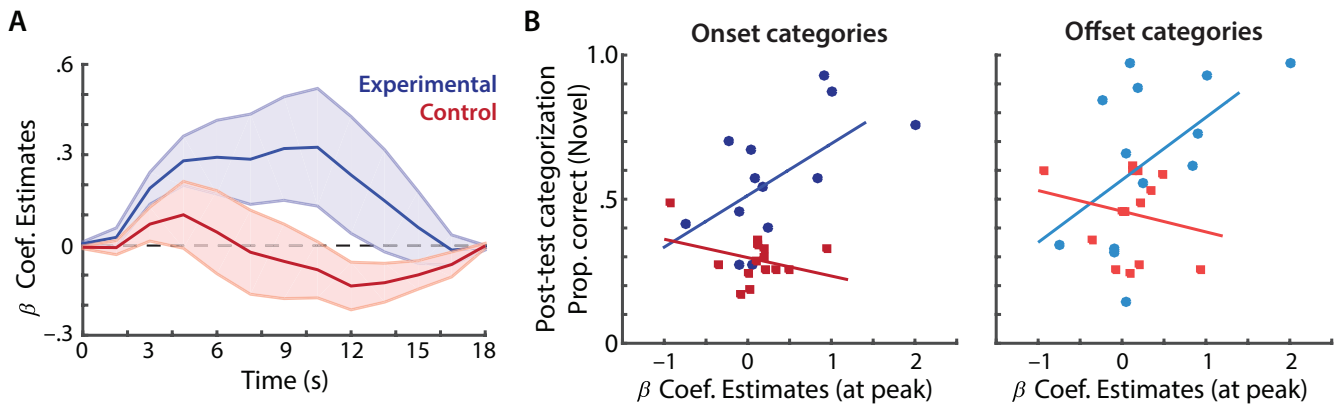 A
.6
.3
0
–.3
β Coef. Estimates
Experimental
Control
0 3 6 9 12 15 18
Time (s)
B
Onset categories
Offset categories
Post-test categorization
Prop. correct (Novel)
1.0
.5
0
–1 0 1 2
β Coef. Estimates (at peak)
–1 0 1 2
β Coef. Estimates (at peak)